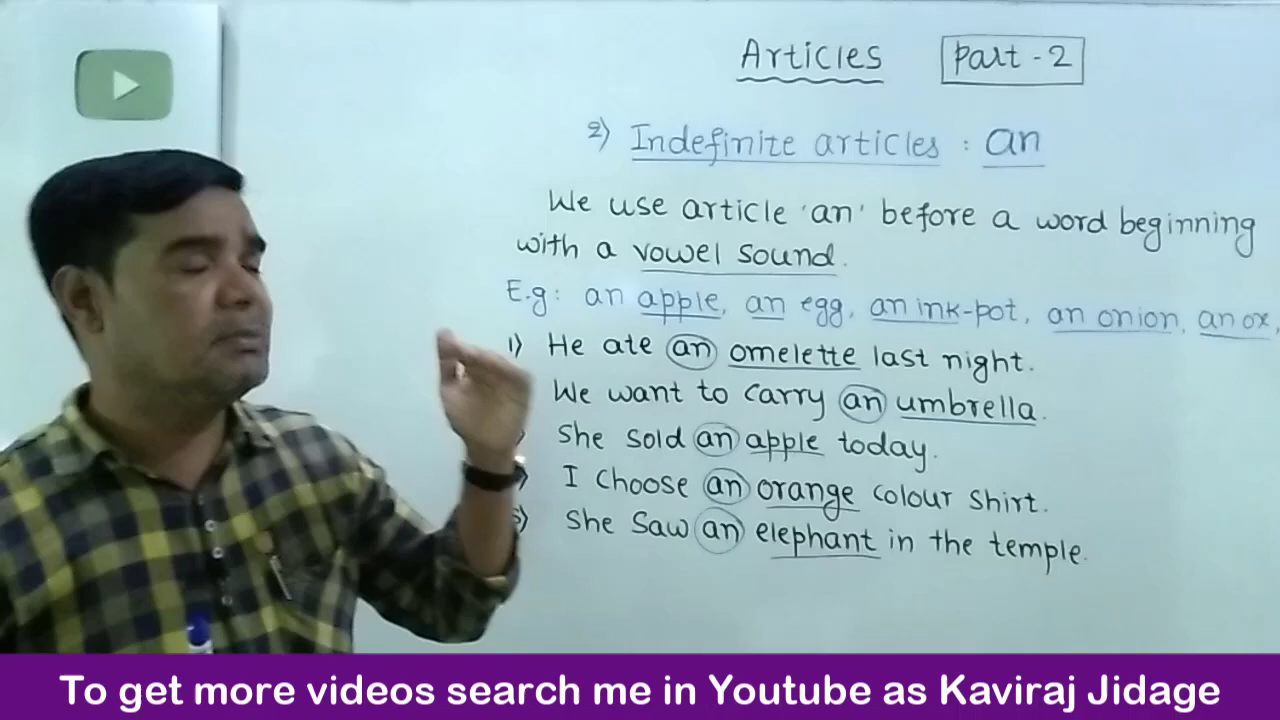 Articles Part-2
2) Indefinite articles : an
We use article 'an' before a word beginning
with a vowel sound.
E.g: an apple, an egg, an ink-pot, an onion, an ox,
1) He ate an omelette last night.
We want to carry an umbrella.
) She sold an apple today.
) I choose an orange colour shirt.
5) She saw an elephant in the temple.
To get more videos search me in Youtube as Kaviraj Jidage